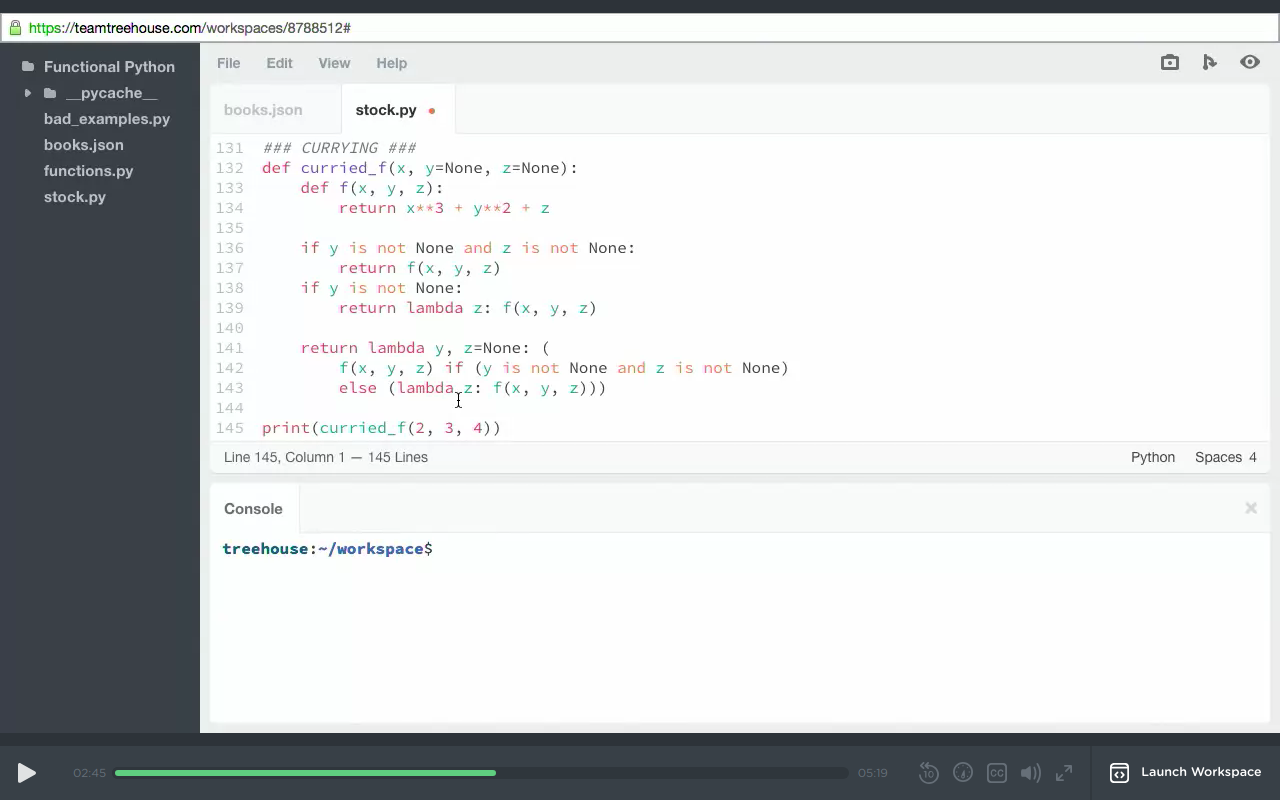 https://teamtreehouse.com/workspaces/8788512#
Functional Python
__pycache__
bad_examples.py
books.json
functions.py
stock.py
File Edit View Help
books.json stock.py
131 ### CURRYING ###
132 def curried_f(x, y=None, z=None):
133     def f(x, y, z):
134         return x**3 + y**2 + z
135
136     if y is not None and z is not None:
137         return f(x, y, z)
138     if y is not None:
139         return lambda z: f(x, y, z)
140
141     return lambda y, z=None: (
142         f(x, y, z) if (y is not None and z is not None)
143         else (lambda z: f(x, y, z)))
144
145 print(curried_f(2, 3, 4))
Line 145, Column 1 — 145 Lines Python Spaces 4
Console
treehouse:~/workspace$
02:45 05:19 10 CC Launch Workspace